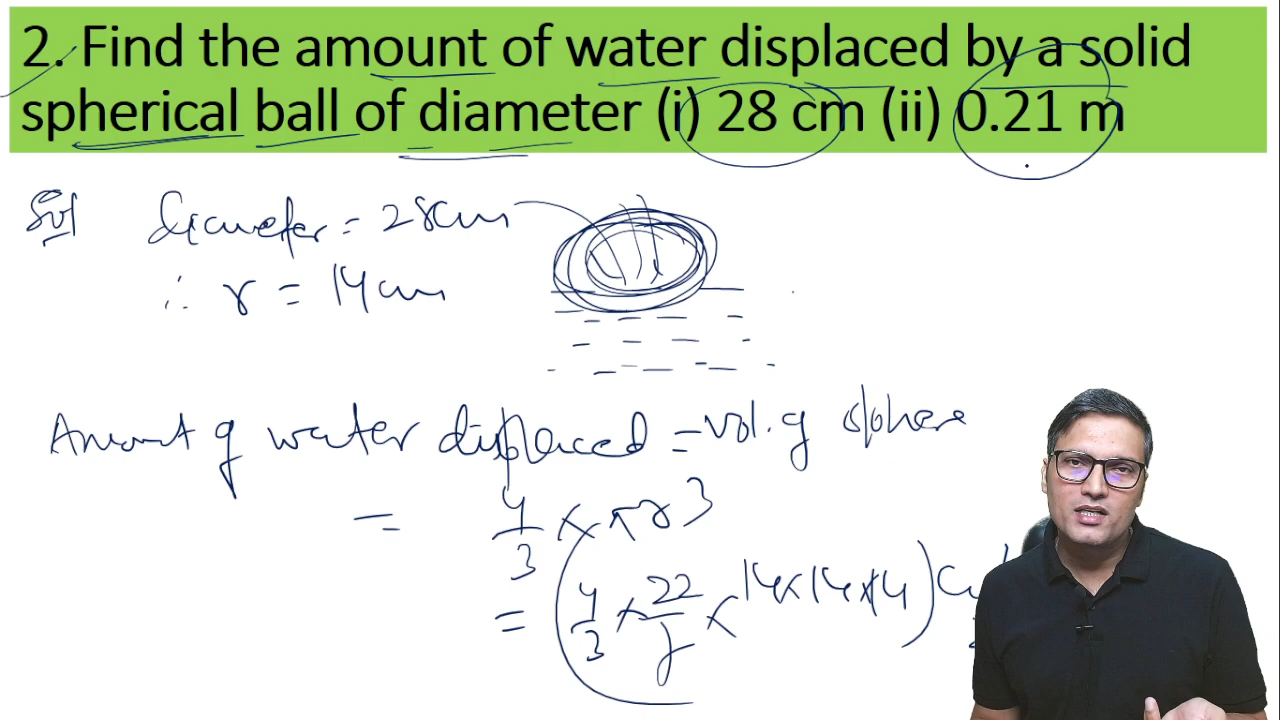 2. Find the amount of water displaced by a solid
spherical ball of diameter (i) 28 cm (ii) 0.21 m
Sol diameter = 28cm
∴ r = 14cm
Amount of water displaced = vol. of sphere
= 4/3 × π r³
= (4/3 × 22/7 × 14×14×14)